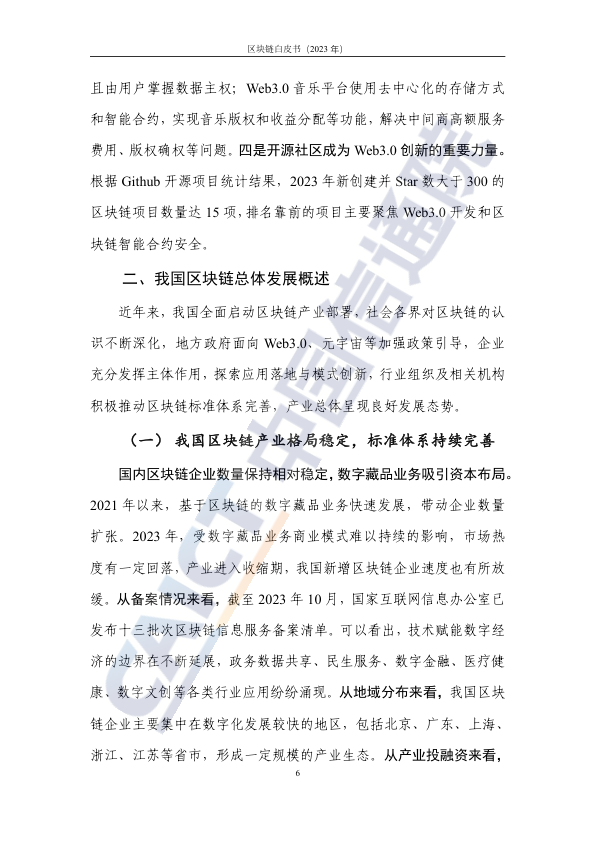 区块链白皮书（2023 年）
且由用户掌握数据主权；Web3.0 音乐平台使用去中心化的存储方式
和智能合约，实现音乐版权和收益分配等功能，解决中间商高额服务
费用、版权确权等问题。四是开源社区成为 Web3.0 创新的重要力量。
根据 Github 开源项目统计结果，2023 年新创建并 Star 数大于 300 的
区块链项目数量达 15 项，排名靠前的项目主要聚焦 Web3.0 开发和区
块链智能合约安全。
二、我国区块链总体发展概述
近年来，我国全面启动区块链产业部署，社会各界对区块链的认
识不断深化，地方政府面向 Web3.0、元宇宙等加强政策引导，企业
充分发挥主体作用，探索应用落地与模式创新，行业组织及相关机构
积极推动区块链标准体系完善，产业总体呈现良好发展态势。
（一） 我国区块链产业格局稳定，标准体系持续完善
国内区块链企业数量保持相对稳定，数字藏品业务吸引资本布局。
2021 年以来，基于区块链的数字藏品业务快速发展，带动企业数量
扩张。2023 年，受数字藏品业务商业模式难以持续的影响，市场热
度有一定回落，产业进入收缩期，我国新增区块链企业速度也有所放
缓。从备案情况来看，截至 2023 年 10 月，国家互联网信息办公室已
发布十三批次区块链信息服务备案清单。可以看出，技术赋能数字经
济的边界在不断延展，政务数据共享、民生服务、数字金融、医疗健
康、数字文创等各类行业应用纷纷涌现。从地域分布来看，我国区块
链企业主要集中在数字化发展较快的地区，包括北京、广东、上海、
浙江、江苏等省市，形成一定规模的产业生态。从产业投融资来看，
6
CAICT 中国信通院